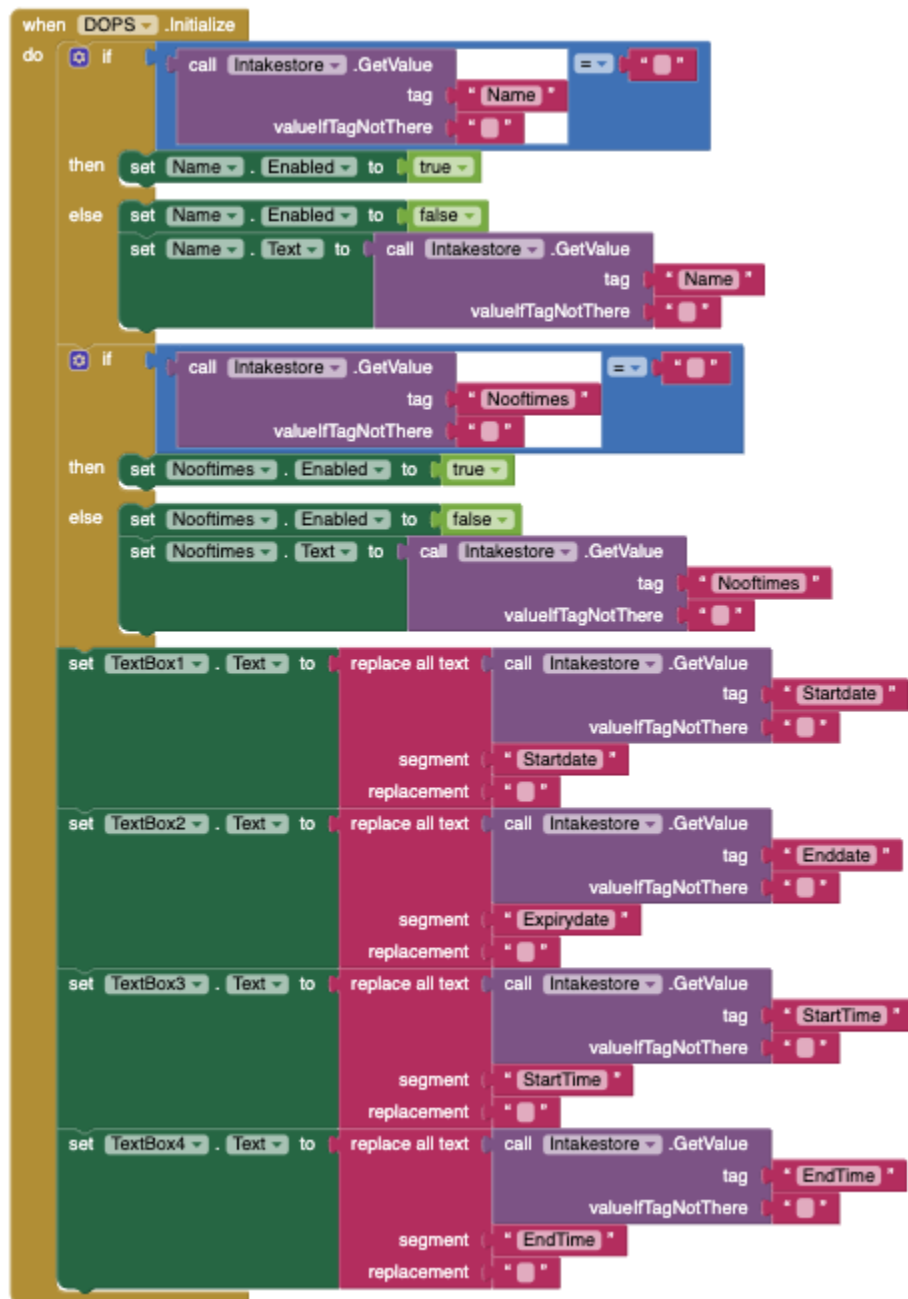 when DOPS .Initialize
do if call Intakestore .GetValue = " "
tag " Name "
valueIfTagNotThere " "
then set Name . Enabled to true
else set Name . Enabled to false
set Name . Text to call Intakestore .GetValue
tag " Name "
valueIfTagNotThere " "
if call Intakestore .GetValue = " "
tag " Nooftimes "
valueIfTagNotThere " "
then set Nooftimes . Enabled to true
else set Nooftimes . Enabled to false
set Nooftimes . Text to call Intakestore .GetValue
tag " Nooftimes "
valueIfTagNotThere " "
set TextBox1 . Text to replace all text call Intakestore .GetValue
tag " Startdate "
valueIfTagNotThere " "
segment " Startdate "
replacement " "
set TextBox2 . Text to replace all text call Intakestore .GetValue
tag " Enddate "
valueIfTagNotThere " "
segment " Expirydate "
replacement " "
set TextBox3 . Text to replace all text call Intakestore .GetValue
tag " StartTime "
valueIfTagNotThere " "
segment " StartTime "
replacement " "
set TextBox4 . Text to replace all text call Intakestore .GetValue
tag " EndTime "
valueIfTagNotThere " "
segment " EndTime "
replacement " "